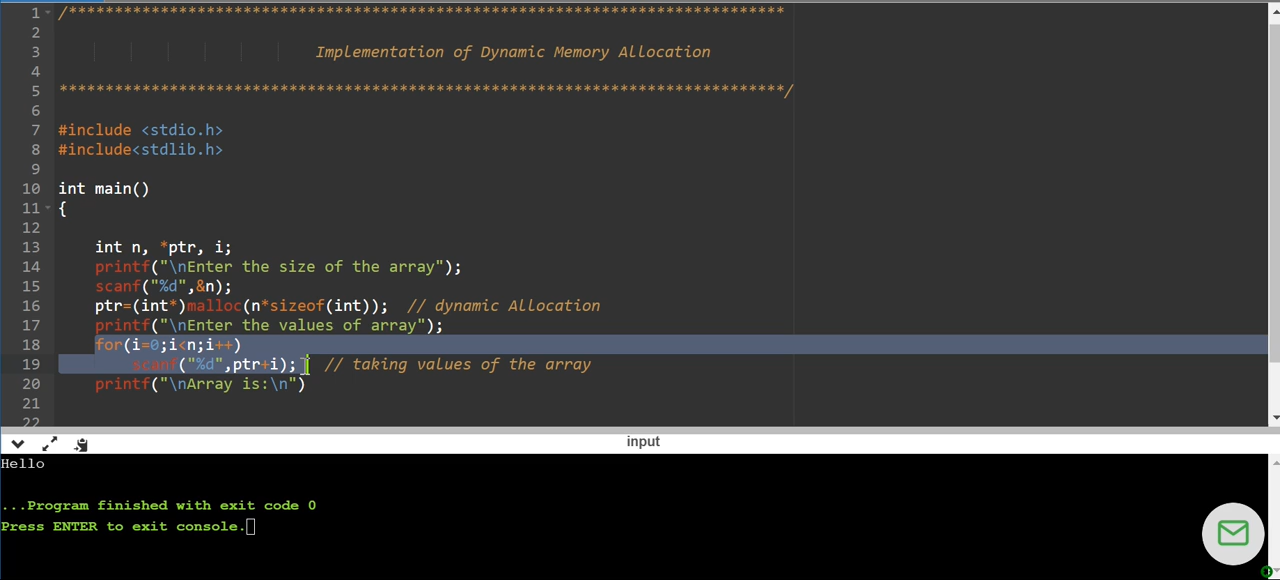 1 /******************************************************************************
2
3 Implementation of Dynamic Memory Allocation
4
5 *******************************************************************************/
6
7 #include <stdio.h>
8 #include<stdlib.h>
9
10 int main()
11 {
12
13 int n, *ptr, i;
14 printf("\nEnter the size of the array");
15 scanf("%d",&n);
16 ptr=(int*)malloc(n*sizeof(int)); // dynamic Allocation
17 printf("\nEnter the values of array");
18 for(i=0;i<n;i++)
19 scanf("%d",ptr+i); // taking values of the array
20 printf("\nArray is:\n")
21
22
input
Hello
...Program finished with exit code 0
Press ENTER to exit console.